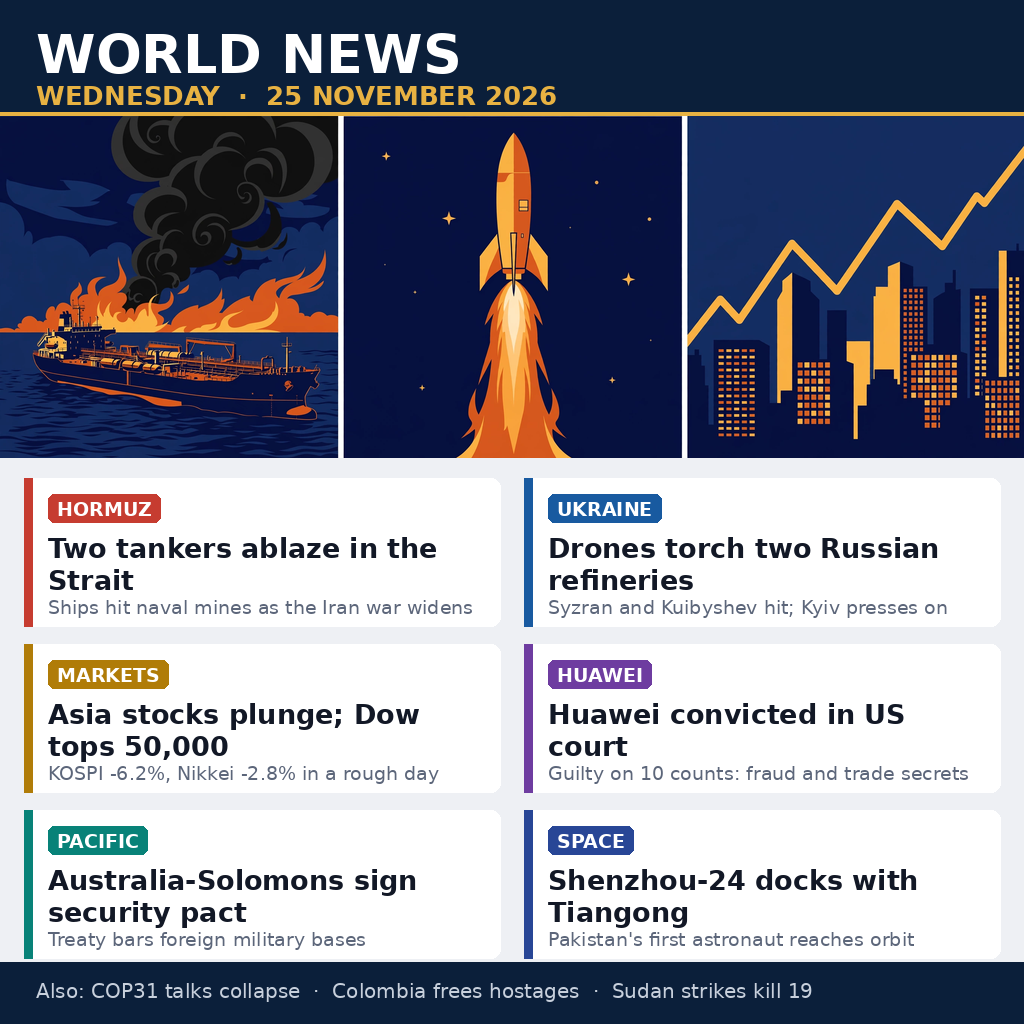 WORLD NEWS
WEDNESDAY · 25 NOVEMBER 2026
HORMUZ
Two tankers ablaze in the
Strait
Ships hit naval mines as the Iran war widens
UKRAINE
Drones torch two Russian
refineries
Syzran and Kuibyshev hit; Kyiv presses on
MARKETS
Asia stocks plunge; Dow
tops 50,000
KOSPI -6.2%, Nikkei -2.8% in a rough day
HUAWEI
Huawei convicted in US
court
Guilty on 10 counts: fraud and trade secrets
PACIFIC
Australia-Solomons sign
security pact
Treaty bars foreign military bases
SPACE
Shenzhou-24 docks with
Tiangong
Pakistan's first astronaut reaches orbit
Also: COP31 talks collapse · Colombia frees hostages · Sudan strikes kill 19